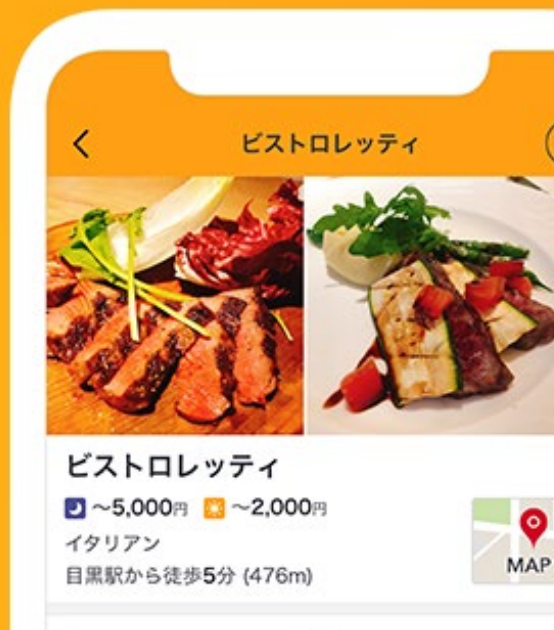 ビストロレッティ
ビストロレッティ
～5,000円 ～2,000円
イタリアン
目黒駅から徒歩5分 (476m)
MAP